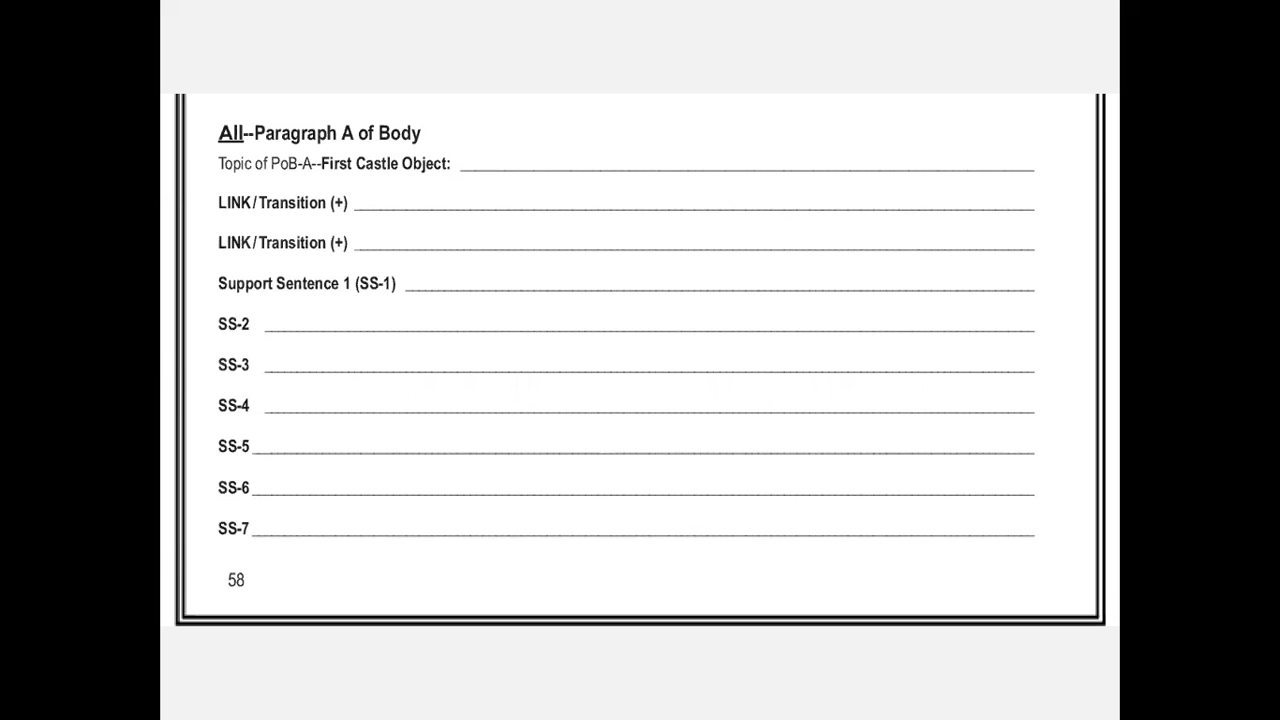 All--Paragraph A of Body
Topic of PoB-A--First Castle Object:
LINK/Transition (+)
LINK/Transition (+)
Support Sentence 1 (SS-1)
SS-2
SS-3
SS-4
SS-5
SS-6
SS-7
58